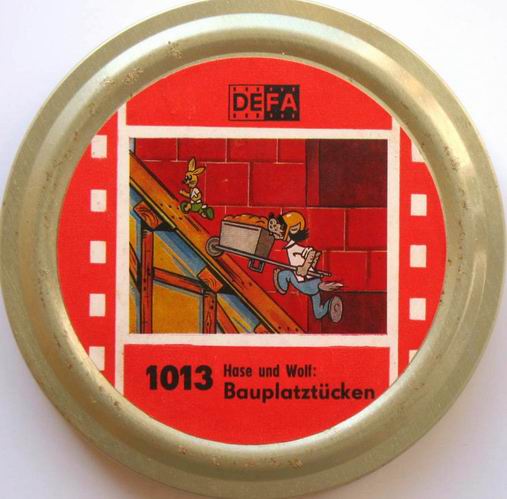 DEFA
1013 Hase und Wolf:
Bauplatztücken